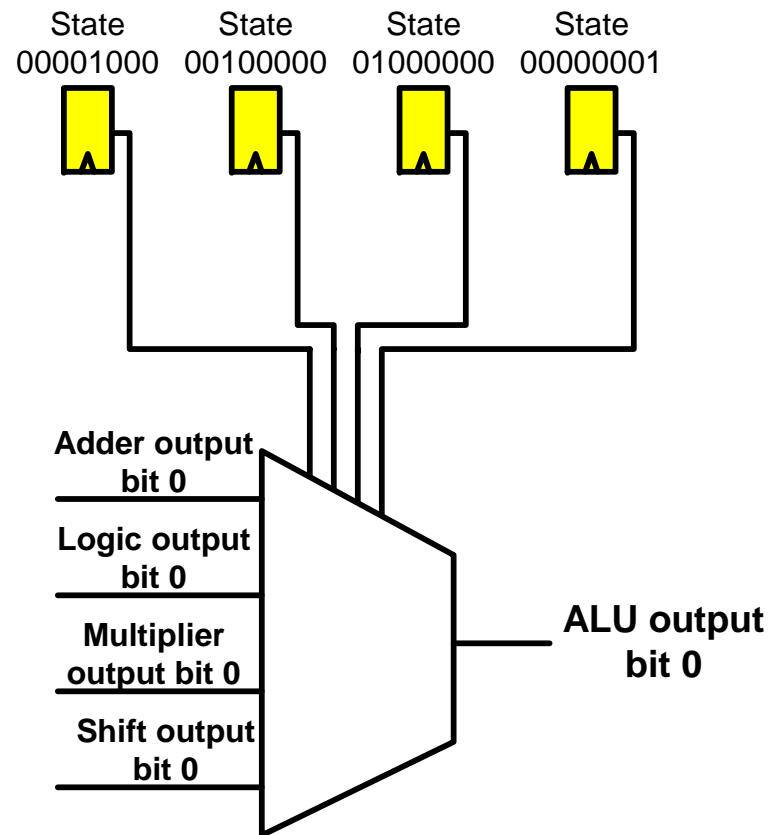 State State State State
00001000 00100000 01000000 00000001
Adder output
bit 0
Logic output
bit 0
Multiplier
output bit 0
Shift output
bit 0
ALU output
bit 0